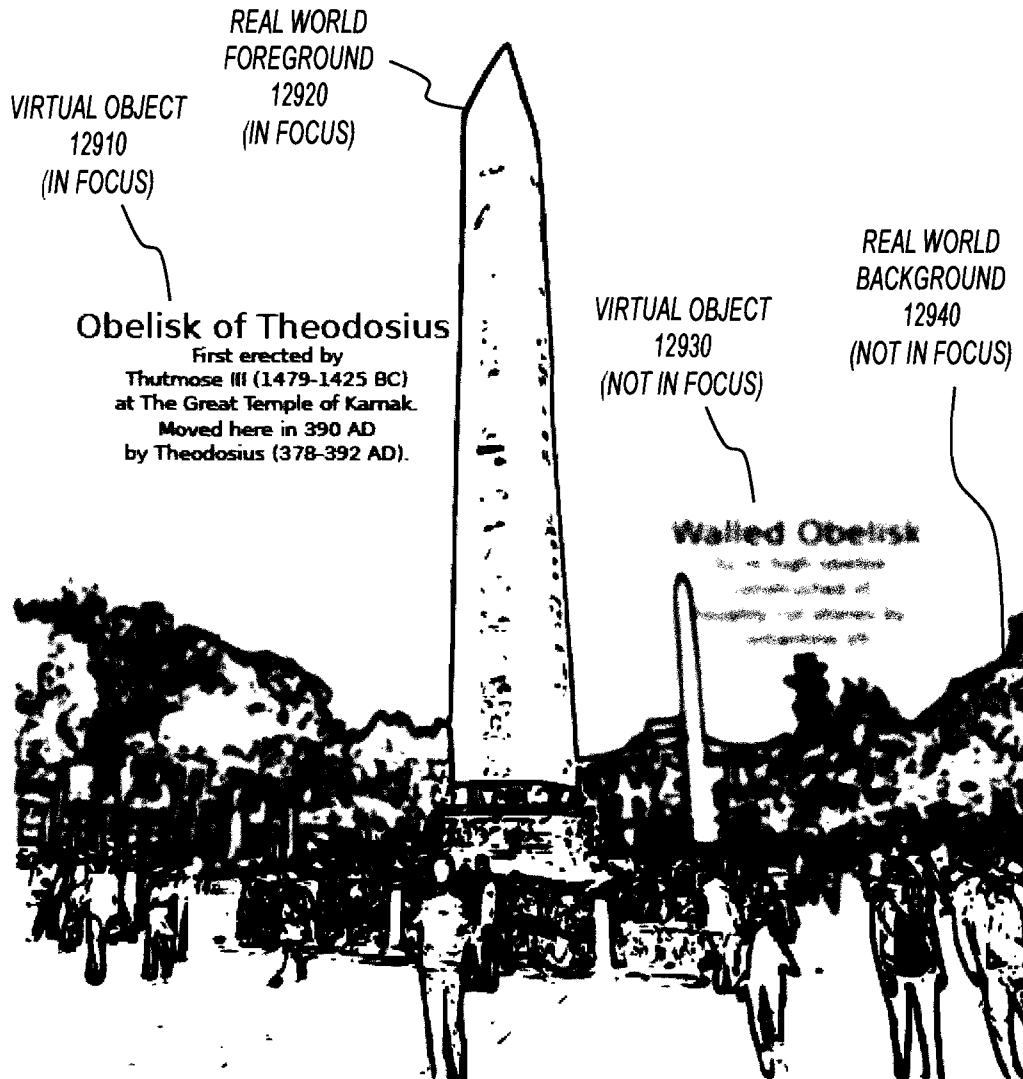 REAL WORLD
FOREGROUND
12920
(IN FOCUS)
VIRTUAL OBJECT
12910
(IN FOCUS)
REAL WORLD
BACKGROUND
12940
(NOT IN FOCUS)
VIRTUAL OBJECT
12930
(NOT IN FOCUS)
Obelisk of Theodosius
First erected by
Thutmose III (1479-1425 BC)
at The Great Temple of Karnak.
Moved here in 390 AD
by Theodosius (378-392 AD).
Walled Obelisk